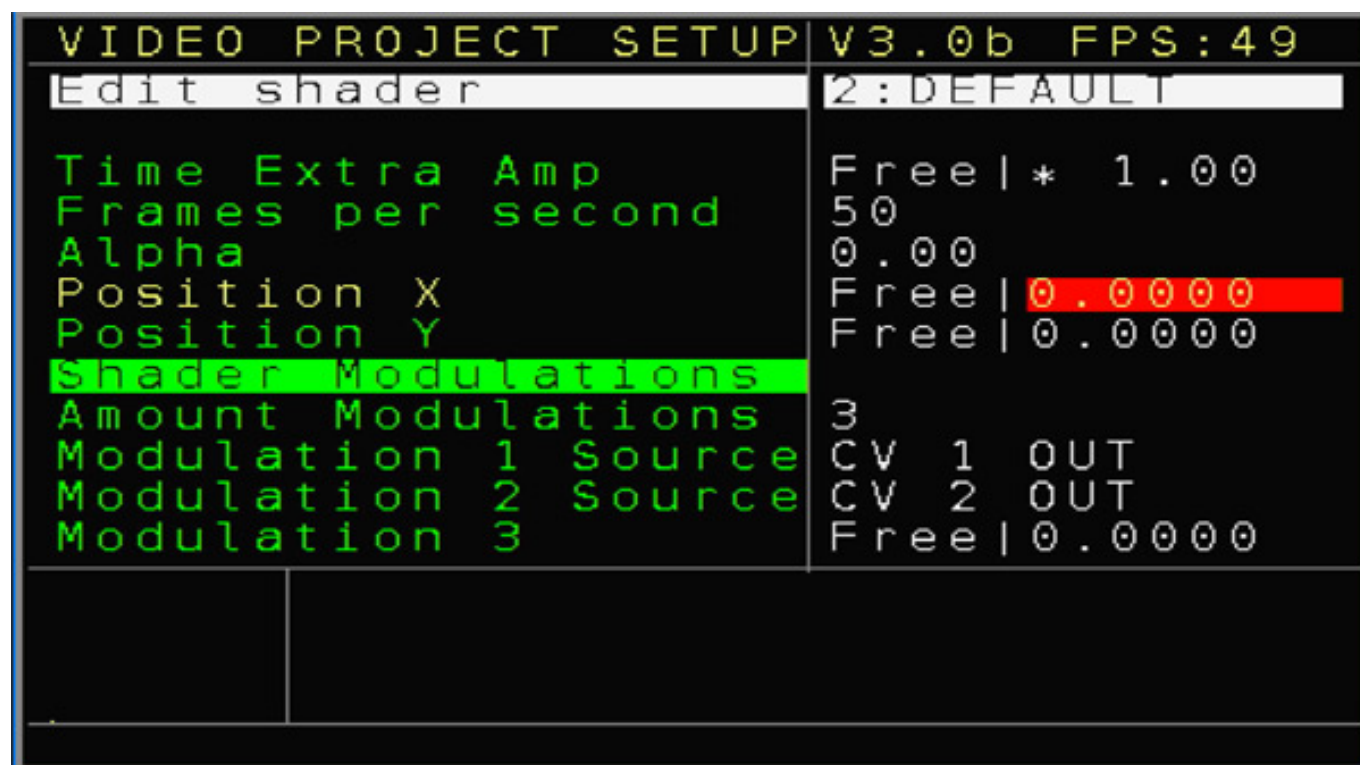 VIDEO PROJECT SETUP V3.0b FPS:49
Edit shader 2:DEFAULT
Time Extra Amp Free|* 1.00
Frames per second 50
Alpha 0.00
Position X Free|0.0000
Position Y Free|0.0000
Shader Modulations
Amount Modulations 3
Modulation 1 Source CV 1 OUT
Modulation 2 Source CV 2 OUT
Modulation 3 Free|0.0000